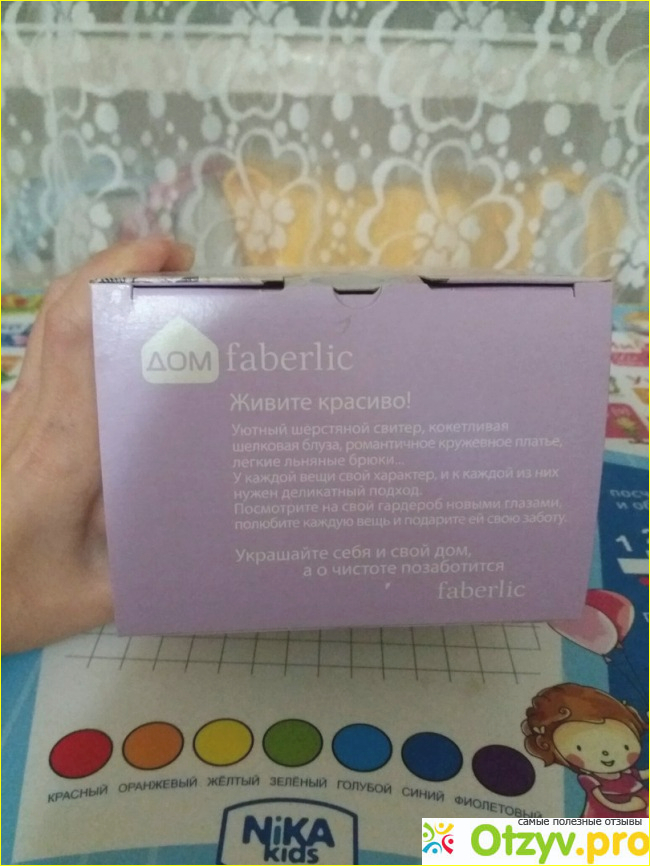 ДОМ faberlic
Живите красиво!
Уютный шерстяной свитер, кокетливая
шелковая блуза, романтичное кружевное платье,
легкие льняные брюки...
У каждой вещи свой характер, и к каждой из них
нужен деликатный подход.
Посмотрите на свой гардероб новыми глазами,
полюбите каждую вещь и подарите ей свою заботу.
Украшайте себя и свой дом,
а о чистоте позаботится
faberlic
КРАСНЫЙ ОРАНЖЕВЫЙ ЖЁЛТЫЙ ЗЕЛЁНЫЙ ГОЛУБОЙ СИНИЙ ФИОЛЕТОВЫЙ
NiKA
kids
самые полезные отзывы
Otzyv.pro